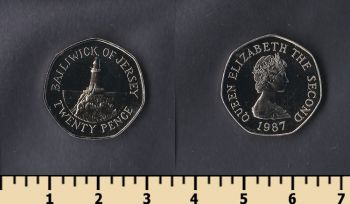 BAILIWICK OF JERSEY
TWENTY PENCE
QUEEN ELIZABETH THE SECOND
1987
1 2 3 4 5 6 7